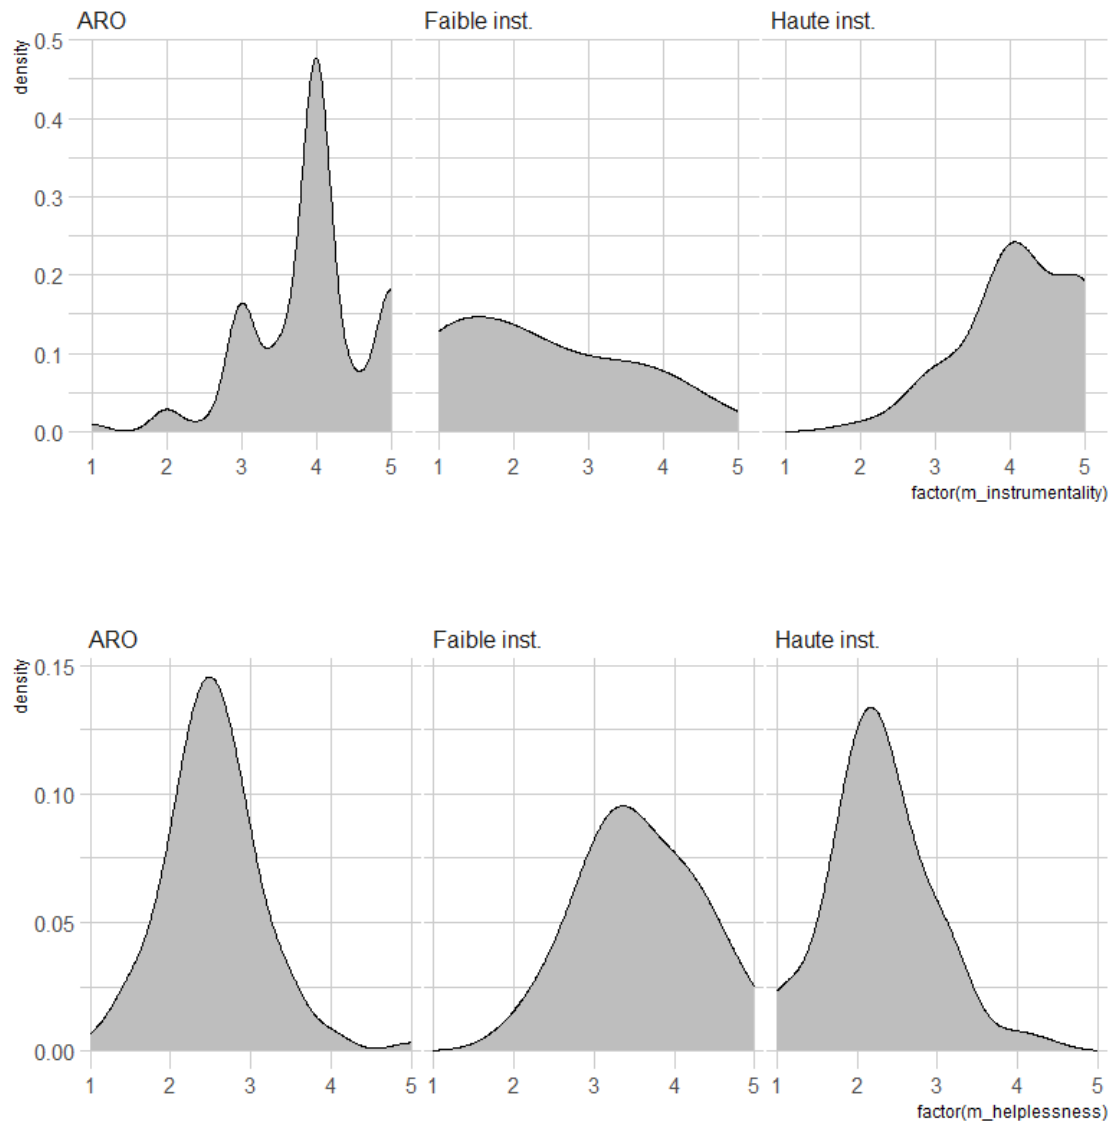 ARO Faible inst. Haute inst.
density
0.5
0.4
0.3
0.2
0.1
0.0
1 2 3 4 5 1 2 3 4 5 1 2 3 4 5
factor(m_instrumentality)
ARO Faible inst. Haute inst.
density
0.15
0.10
0.05
0.00
1 2 3 4 5 1 2 3 4 5 1 2 3 4 5
factor(m_helplessness)